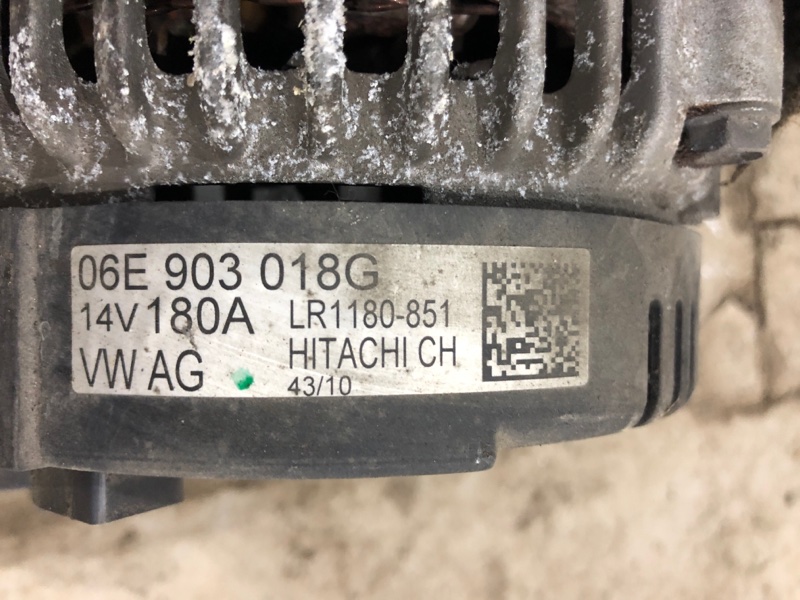 06E 903 018G
14V 180A LR1180-851
VW AG HITACHI CH
43/10